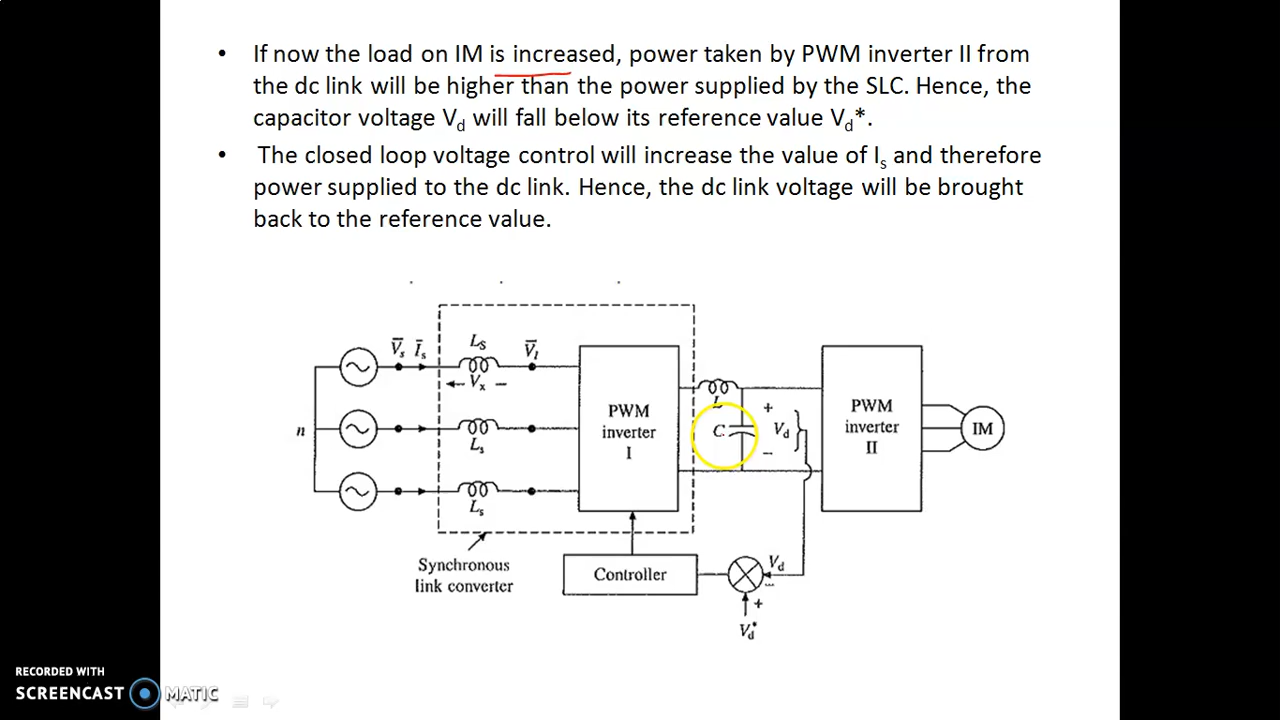 • If now the load on IM is increased, power taken by PWM inverter II from
the dc link will be higher than the power supplied by the SLC. Hence, the
capacitor voltage Vd will fall below its reference value Vd*.
• The closed loop voltage control will increase the value of Is and therefore
power supplied to the dc link. Hence, the dc link voltage will be brought
back to the reference value.
V̅s I̅s Ls V̅I
Vx
n
Ls
Ls
PWM
inverter
I
L
C
+
Vd
−
PWM
inverter
II
IM
Synchronous
link converter
Controller
Vd
−
+
Vd*
RECORDED WITH
SCREENCAST MATIC